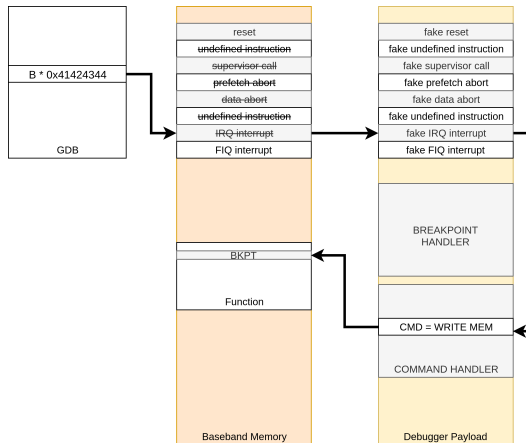 B * 0x41424344
GDB
reset
undefined instruction
supervisor call
prefetch abort
data abort
undefined instruction
IRQ interrupt
FIQ interrupt
BKPT
Function
Baseband Memory
fake reset
fake undefined instruction
fake supervisor call
fake prefetch abort
fake data abort
fake undefined instruction
fake IRQ interrupt
fake FIQ interrupt
BREAKPOINT
HANDLER
CMD = WRITE MEM
COMMAND HANDLER
Debugger Payload